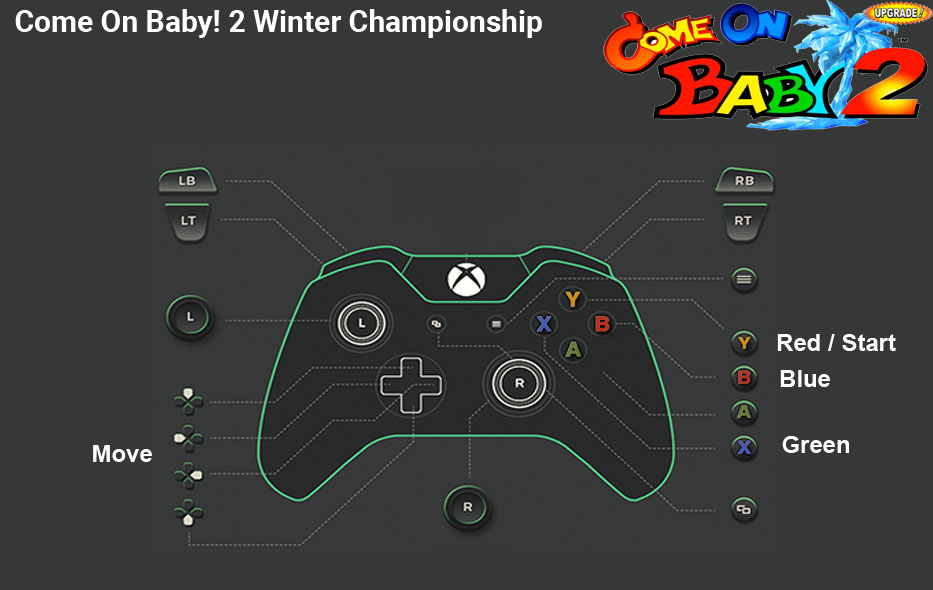 Come On Baby! 2 Winter Championship
COME ON
BABY 2
UPGRADE!
TM
LB
RB
LT
RT
L
L
Y
X
B
A
R
Y
Red / Start
B
Blue
A
X
Green
Move
R